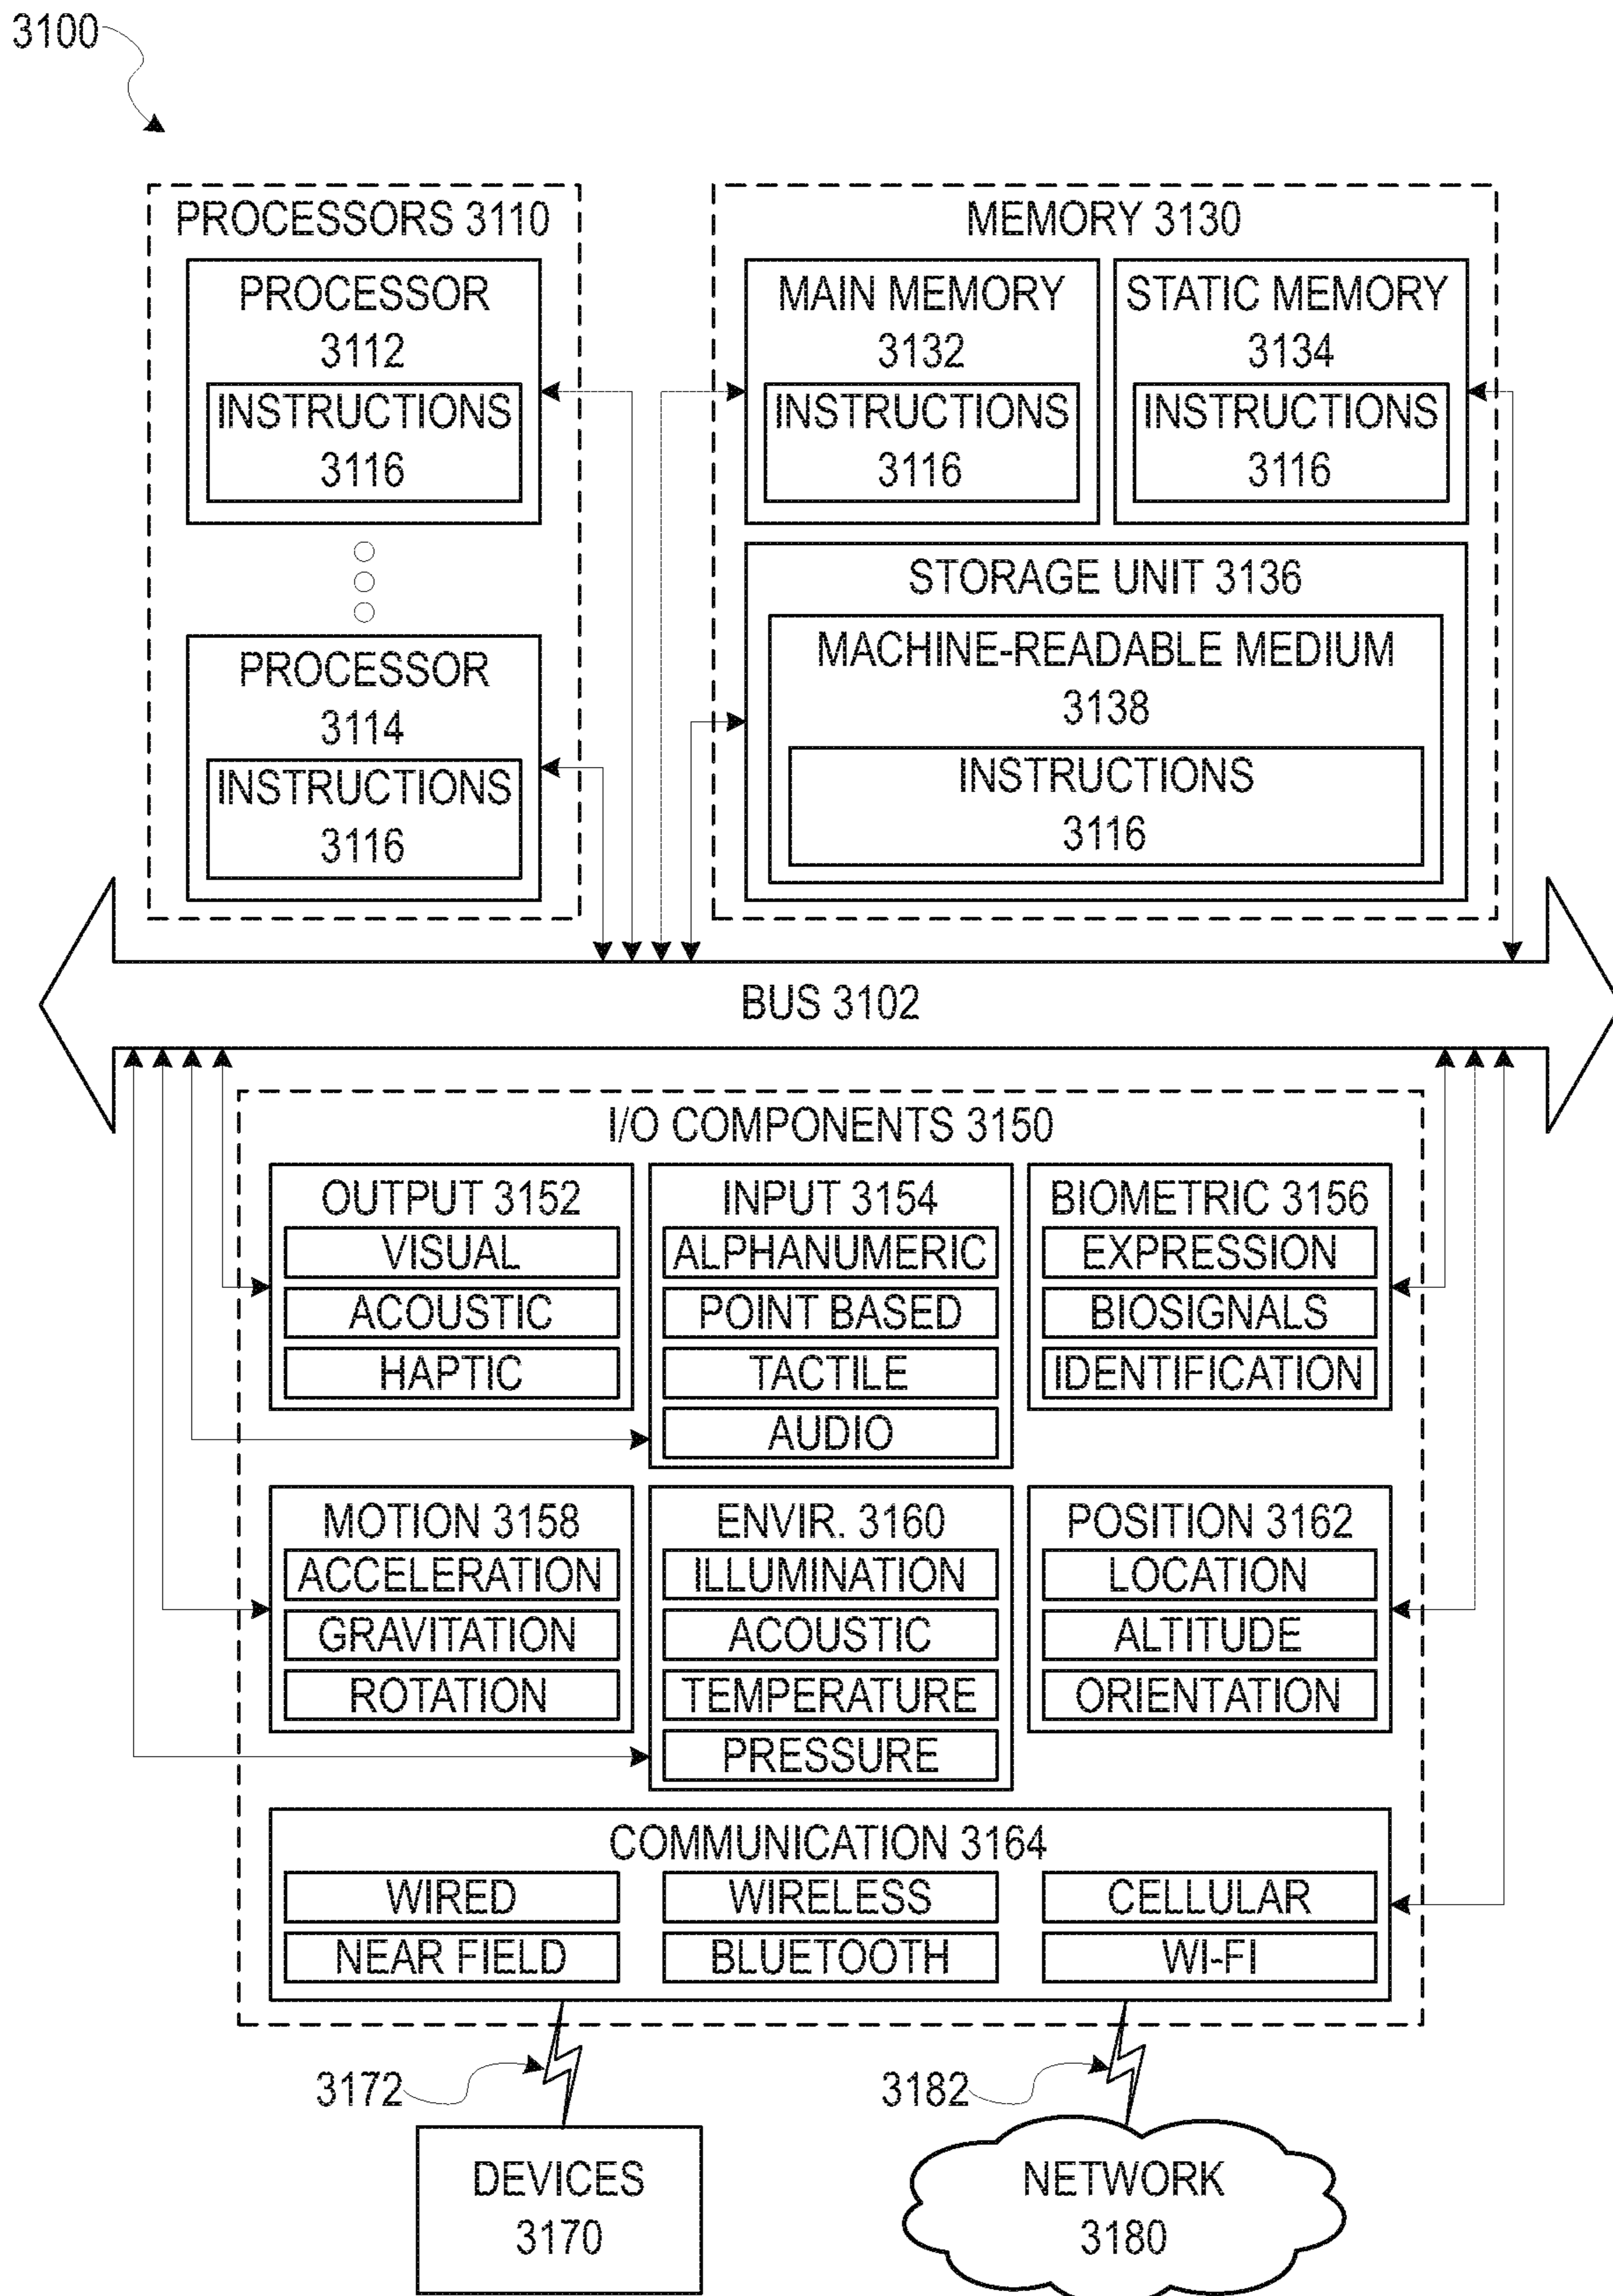 3100
PROCESSORS 3110
PROCESSOR
3112
INSTRUCTIONS
3116
PROCESSOR
3114
INSTRUCTIONS
3116
MEMORY 3130
MAIN MEMORY
3132
INSTRUCTIONS
3116
STATIC MEMORY
3134
INSTRUCTIONS
3116
STORAGE UNIT 3136
MACHINE-READABLE MEDIUM
3138
INSTRUCTIONS
3116
BUS 3102
I/O COMPONENTS 3150
OUTPUT 3152
VISUAL
ACOUSTIC
HAPTIC
INPUT 3154
ALPHANUMERIC
POINT BASED
TACTILE
AUDIO
BIOMETRIC 3156
EXPRESSION
BIOSIGNALS
IDENTIFICATION
MOTION 3158
ACCELERATION
GRAVITATION
ROTATION
ENVIR. 3160
ILLUMINATION
ACOUSTIC
TEMPERATURE
PRESSURE
POSITION 3162
LOCATION
ALTITUDE
ORIENTATION
COMMUNICATION 3164
WIRED
WIRELESS
CELLULAR
NEAR FIELD
BLUETOOTH
WI-FI
3172
3182
DEVICES
3170
NETWORK
3180